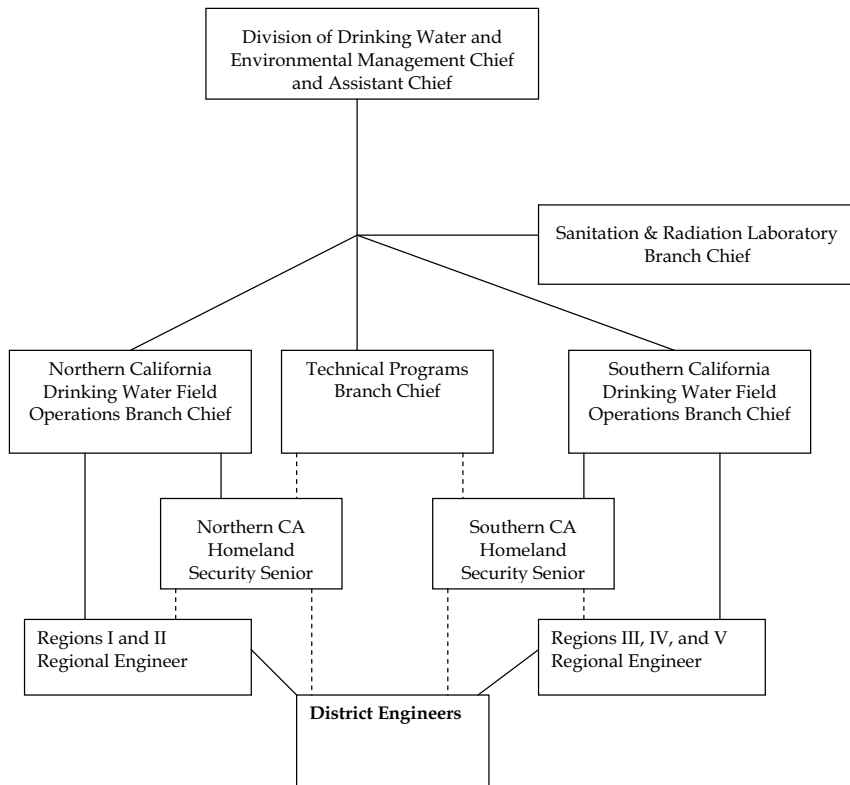 Division of Drinking Water and
Environmental Management Chief
and Assistant Chief
Sanitation & Radiation Laboratory
Branch Chief
Northern California
Drinking Water Field
Operations Branch Chief
Technical Programs
Branch Chief
Southern California
Drinking Water Field
Operations Branch Chief
Northern CA
Homeland
Security Senior
Southern CA
Homeland
Security Senior
Regions I and II
Regional Engineer
Regions III, IV, and V
Regional Engineer
District Engineers